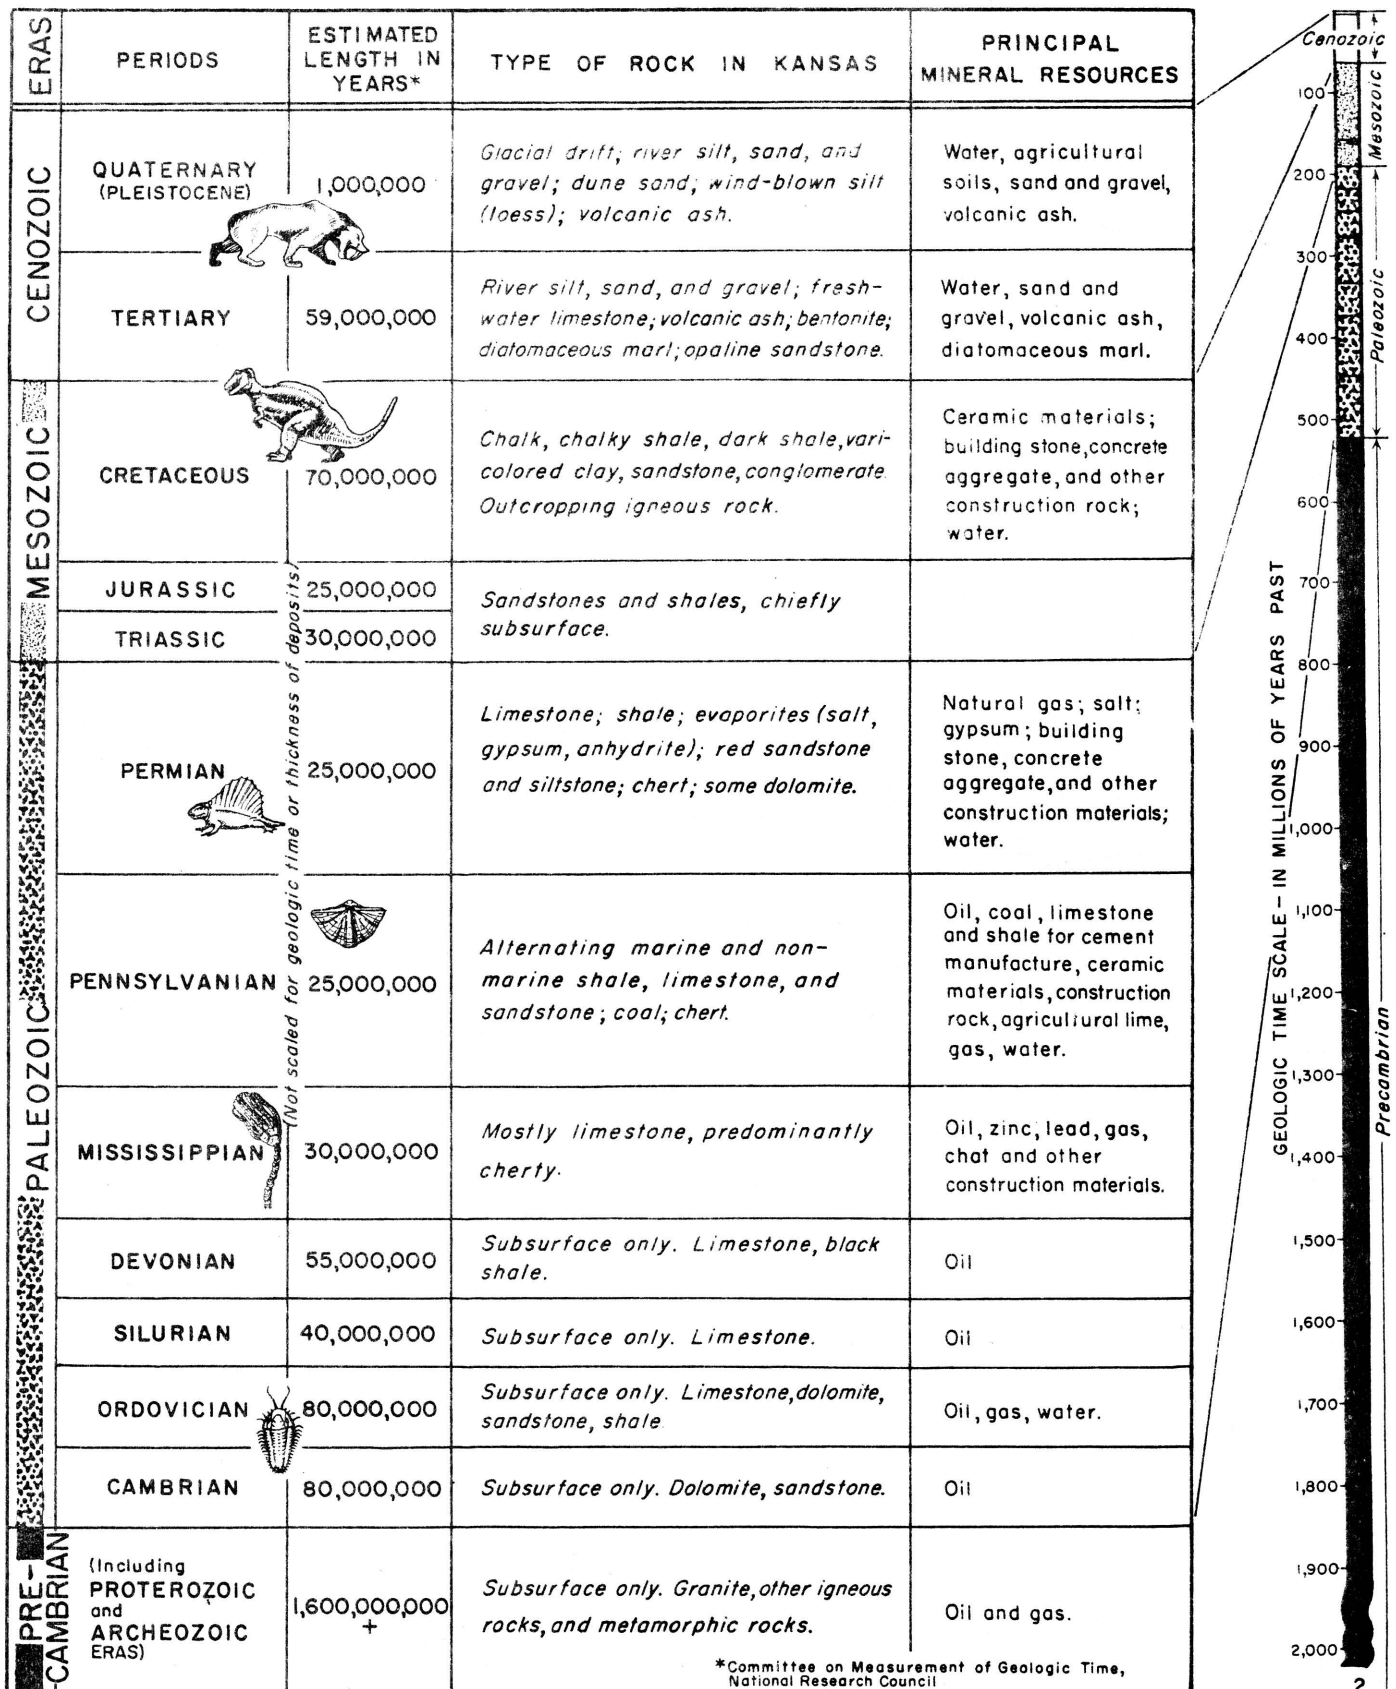 ERAS
PERIODS
ESTIMATED
LENGTH IN
YEARS*
TYPE OF ROCK IN KANSAS
PRINCIPAL
MINERAL RESOURCES
CENOZOIC
QUATERNARY
(PLEISTOCENE)
1,000,000
Glacial drift; river silt, sand, and
gravel; dune sand; wind-blown silt
(loess); volcanic ash.
Water, agricultural
soils, sand and gravel,
volcanic ash.
TERTIARY
59,000,000
River silt, sand, and gravel; fresh-
water limestone; volcanic ash; bentonite;
diatomaceous marl; opaline sandstone.
Water, sand and
gravel, volcanic ash,
diatomaceous marl.
MESOZOIC
CRETACEOUS
70,000,000
Chalk, chalky shale, dark shale, vari-
colored clay, sandstone, conglomerate.
Outcropping igneous rock.
Ceramic materials;
building stone, concrete
aggregate, and other
construction rock;
water.
JURASSIC
25,000,000
TRIASSIC
30,000,000
Sandstones and shales, chiefly
subsurface.
(Not scaled for geologic time or thickness of deposits)
PALEOZOIC
PERMIAN
25,000,000
Limestone; shale; evaporites (salt,
gypsum, anhydrite); red sandstone
and siltstone; chert; some dolomite.
Natural gas; salt;
gypsum; building
stone, concrete
aggregate, and other
construction materials;
water.
PENNSYLVANIAN
25,000,000
Alternating marine and non-
marine shale, limestone, and
sandstone; coal; chert.
Oil, coal, limestone
and shale for cement
manufacture, ceramic
materials, construction
rock, agricultural lime,
gas, water.
MISSISSIPPIAN
30,000,000
Mostly limestone, predominantly
cherty.
Oil, zinc, lead, gas,
chat and other
construction materials.
DEVONIAN
55,000,000
Subsurface only. Limestone, black
shale.
Oil
SILURIAN
40,000,000
Subsurface only. Limestone.
Oil
ORDOVICIAN
80,000,000
Subsurface only. Limestone, dolomite,
sandstone, shale
Oil, gas, water.
CAMBRIAN
80,000,000
Subsurface only. Dolomite, sandstone.
Oil
PRE-
CAMBRIAN
(Including
PROTEROZOIC
and
ARCHEOZOIC
ERAS)
1,600,000,000
+
Subsurface only. Granite, other igneous
rocks, and metamorphic rocks.
Oil and gas.
*Committee on Measurement of Geologic Time,
National Research Council
GEOLOGIC TIME SCALE - IN MILLIONS OF YEARS PAST
100
200
300
400
500
600
700
800
900
1,000
1,100
1,200
1,300
1,400
1,500
1,600
1,700
1,800
1,900
2,000
Cenozoic
Mesozoic
Paleozoic
Precambrian
2